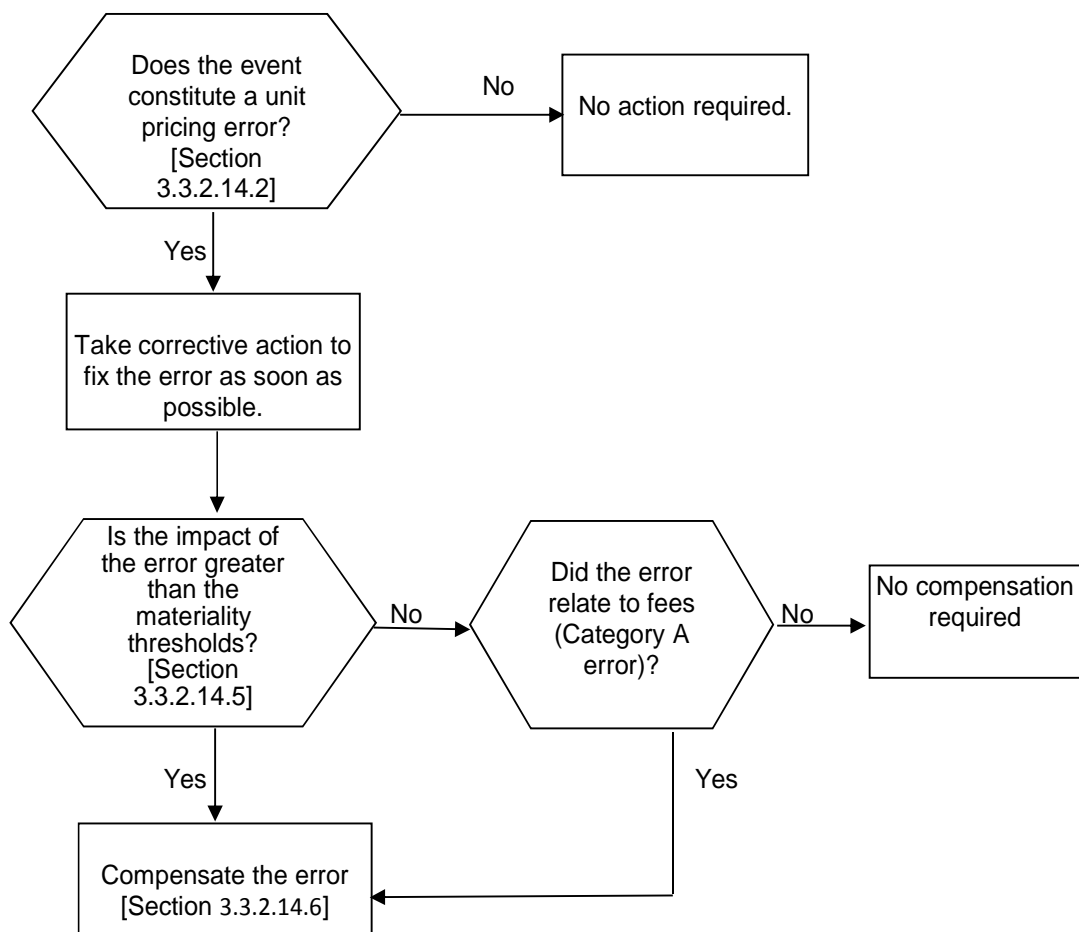 Does the event
constitute a unit
pricing error?
[Section
3.3.2.14.2]
No
No action required.
Yes
Take corrective action to
fix the error as soon as
possible.
Is the impact of
the error greater
than the
materiality
thresholds?
[Section
3.3.2.14.5]
No
Did the error
relate to fees
(Category A
error)?
No
No compensation
required
Yes
Yes
Compensate the error
[Section 3.3.2.14.6]